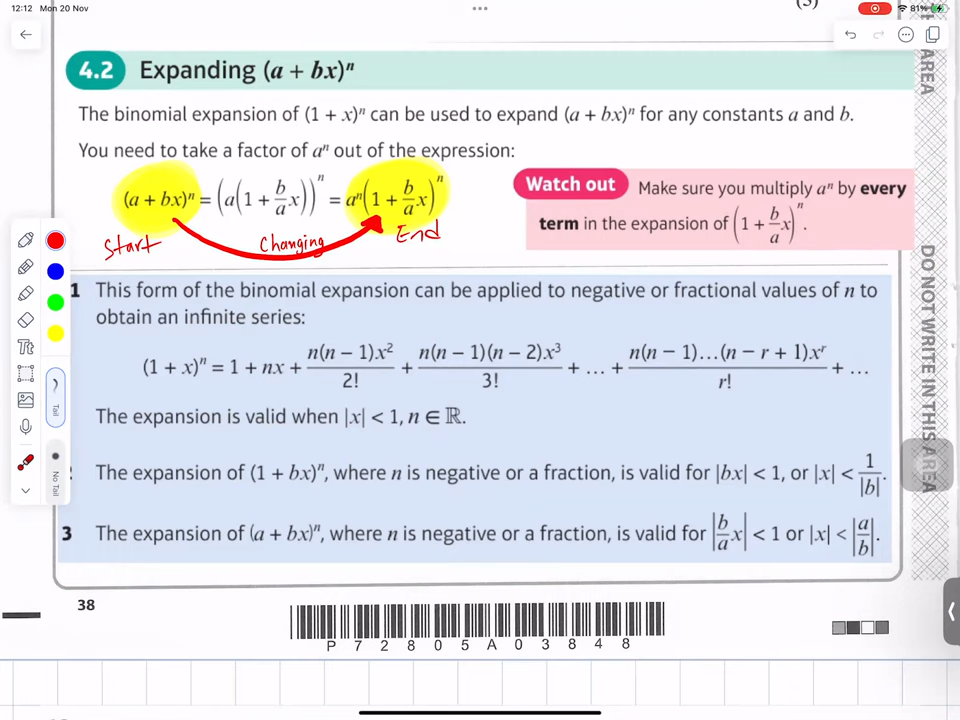 12:12 Mon 20 Nov
81%
4.2 Expanding (a + bx)ⁿ
The binomial expansion of (1 + x)ⁿ can be used to expand (a + bx)ⁿ for any constants a and b.
You need to take a factor of aⁿ out of the expression:
(a + bx)ⁿ = (a(1 + b/a x))ⁿ = aⁿ(1 + b/a x)ⁿ
Start
Changing
End
Watch out Make sure you multiply aⁿ by every
term in the expansion of (1 + b/a x)ⁿ.
1 This form of the binomial expansion can be applied to negative or fractional values of n to
obtain an infinite series:
(1 + x)ⁿ = 1 + nx + n(n − 1)x²/2! + n(n − 1)(n − 2)x³/3! + … + n(n − 1)…(n − r + 1)xʳ/r! + …
The expansion is valid when |x| < 1, n ∈ ℝ.
The expansion of (1 + bx)ⁿ, where n is negative or a fraction, is valid for |bx| < 1, or |x| < 1/|b|.
3 The expansion of (a + bx)ⁿ, where n is negative or a fraction, is valid for |b/a x| < 1 or |x| < |a/b|.
38
P 7 2 8 0 5 A 0 3 8 4 8
AREA
DO NOT WRITE IN THIS AREA
Tt
Tail
No Tail